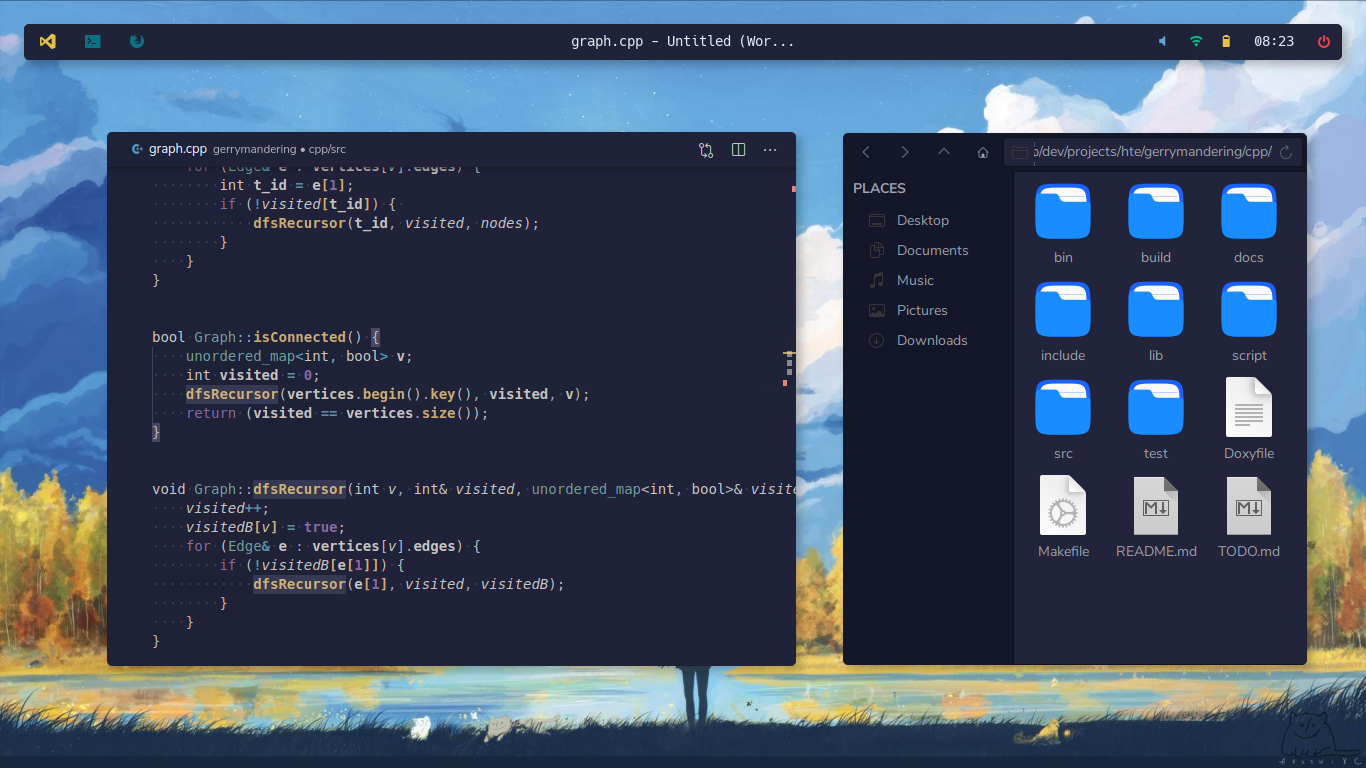 graph.cpp - Untitled (Wor...
08:23
graph.cpp gerrymandering • cpp/src
for (Edge& e : vertices[v].edges) {
int t_id = e[1];
if (!visited[t_id]) {
dfsRecursor(t_id, visited, nodes);
}
}
}
bool Graph::isConnected() {
unordered_map<int, bool> v;
int visited = 0;
dfsRecursor(vertices.begin().key(), visited, v);
return (visited == vertices.size());
}
void Graph::dfsRecursor(int v, int& visited, unordered_map<int, bool>& visite
visited++;
visitedB[v] = true;
for (Edge& e : vertices[v].edges) {
if (!visitedB[e[1]]) {
dfsRecursor(e[1], visited, visitedB);
}
}
}
/dev/projects/hte/gerrymandering/cpp/
PLACES
Desktop
Documents
Music
Pictures
Downloads
bin build docs
include lib script
src test Doxyfile
Makefile README.md TODO.md